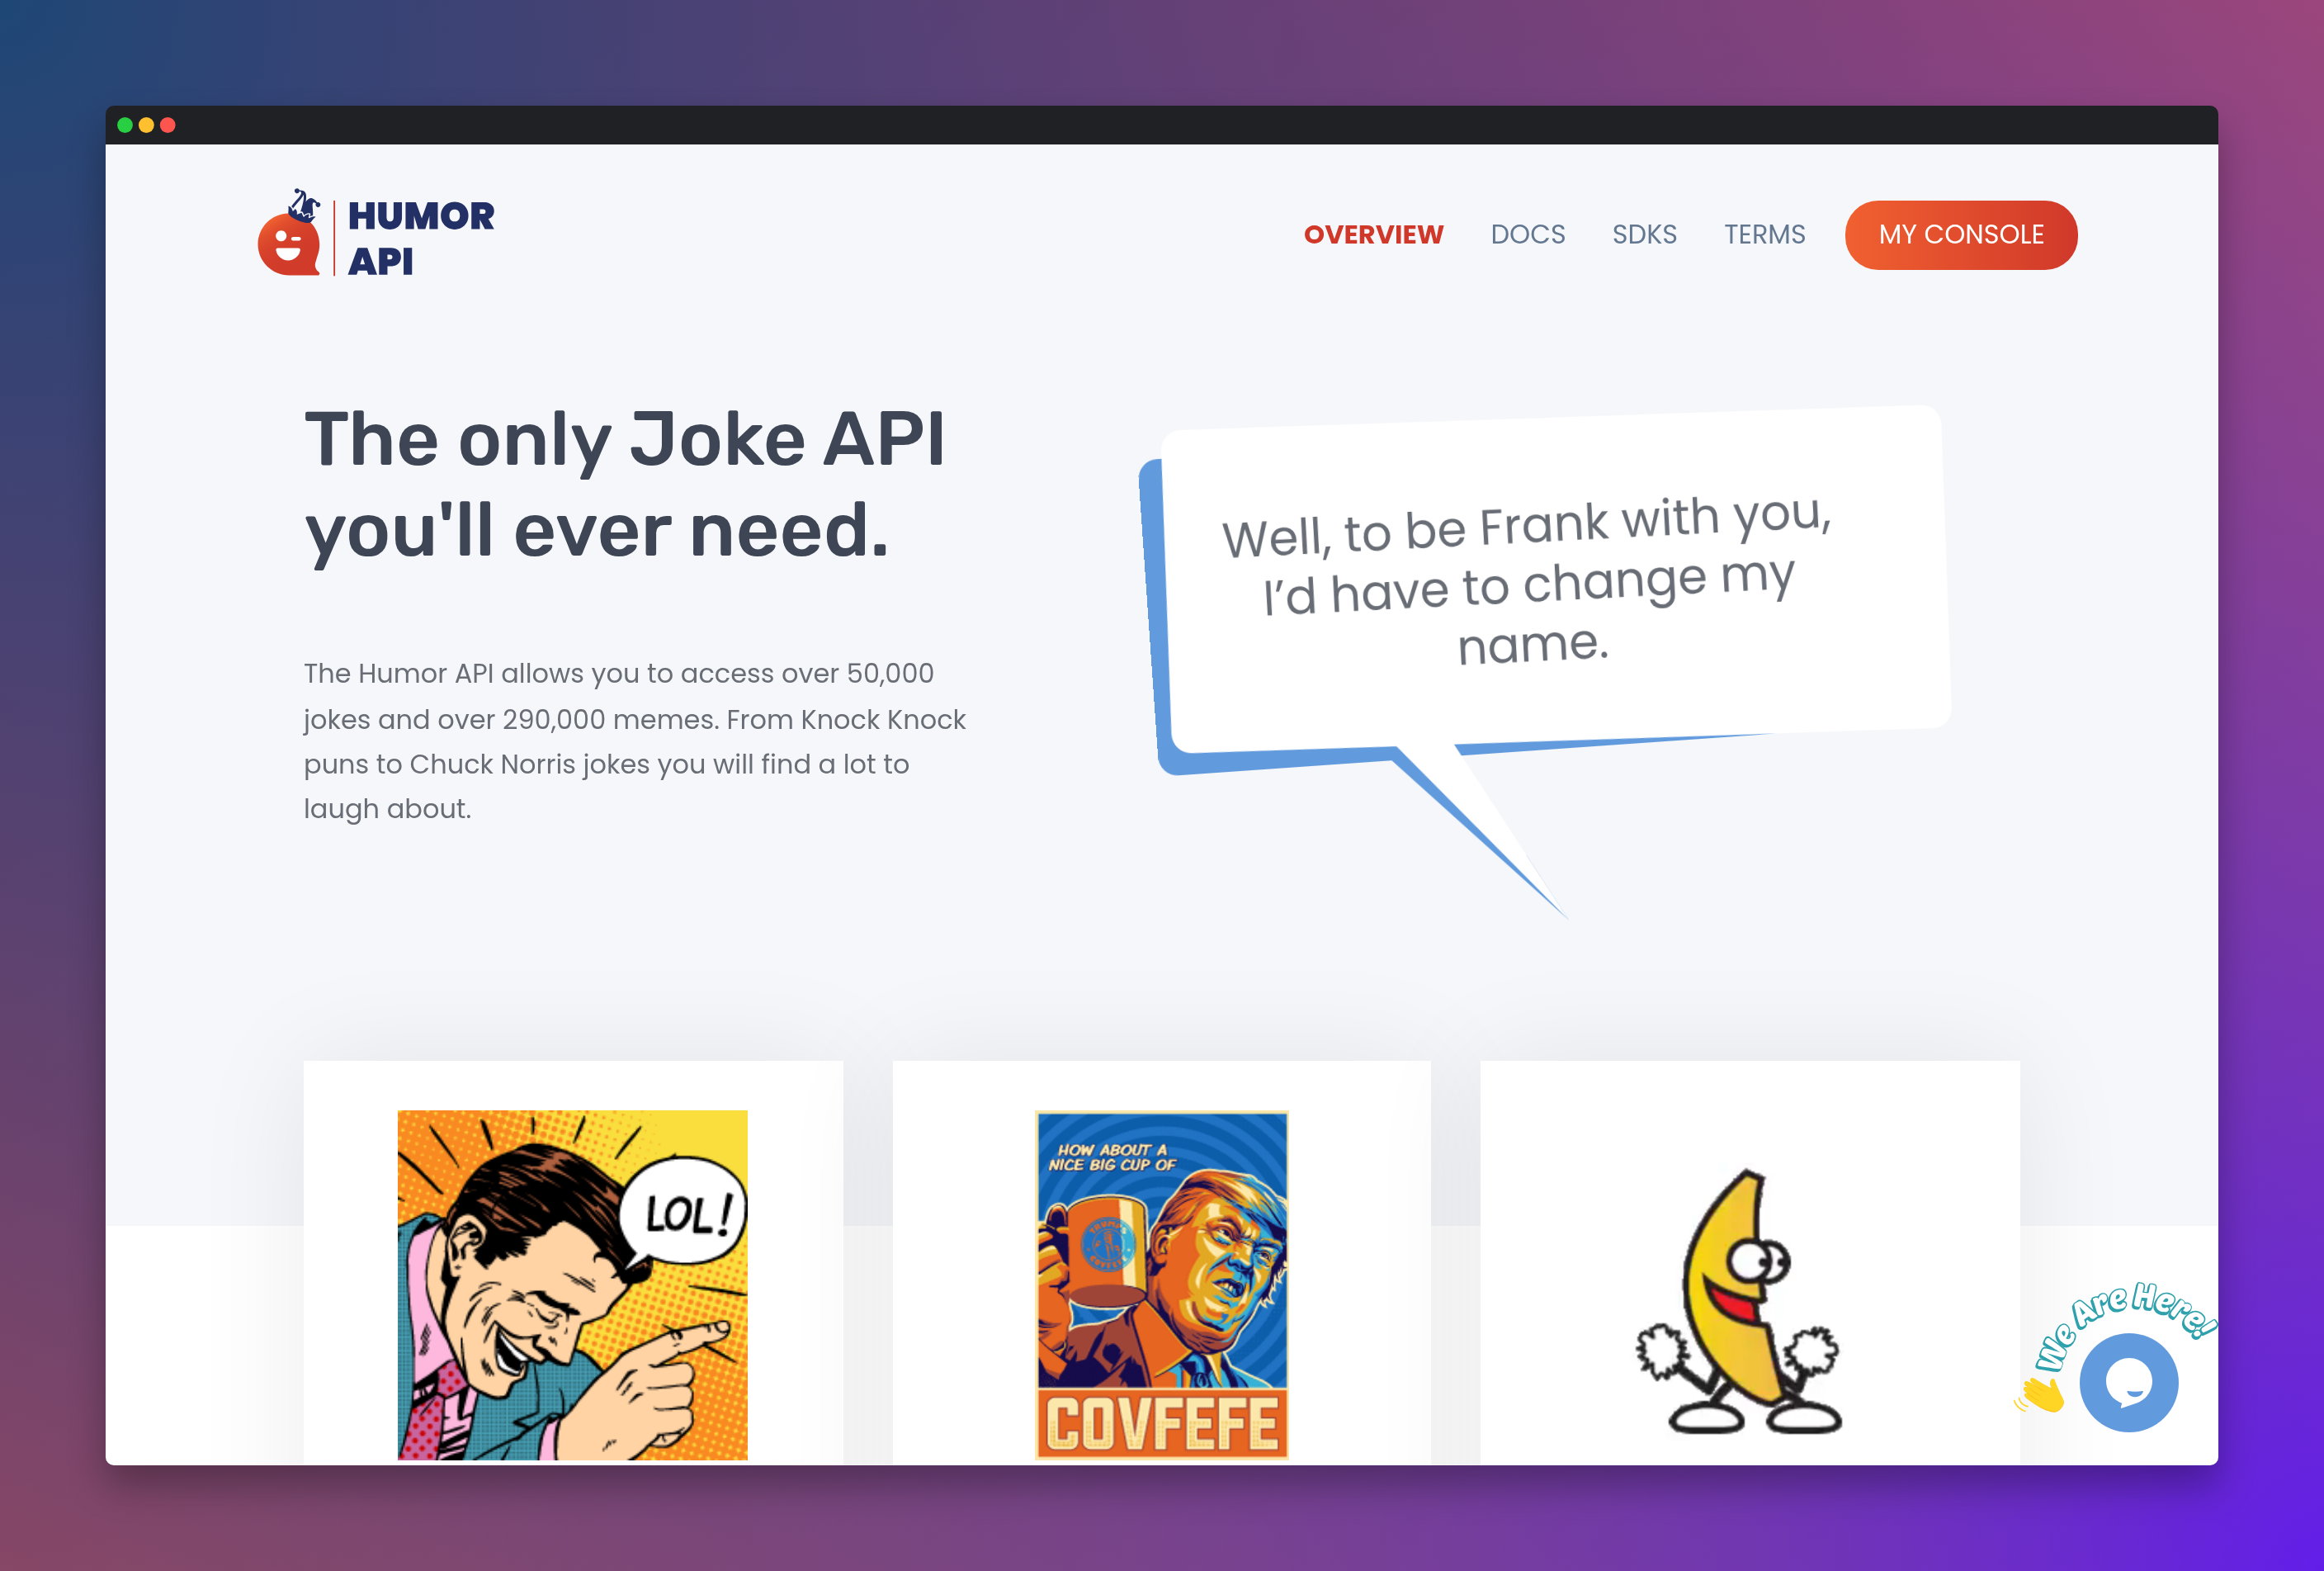 HUMOR
API
OVERVIEW DOCS SDKS TERMS MY CONSOLE
The only Joke API
you'll ever need.
The Humor API allows you to access over 50,000
jokes and over 290,000 memes. From Knock Knock
puns to Chuck Norris jokes you will find a lot to
laugh about.
Well, to be Frank with you,
I’d have to change my
name.
LOL!
HOW ABOUT A
NICE BIG CUP OF
COVFEFE
We Are Here!